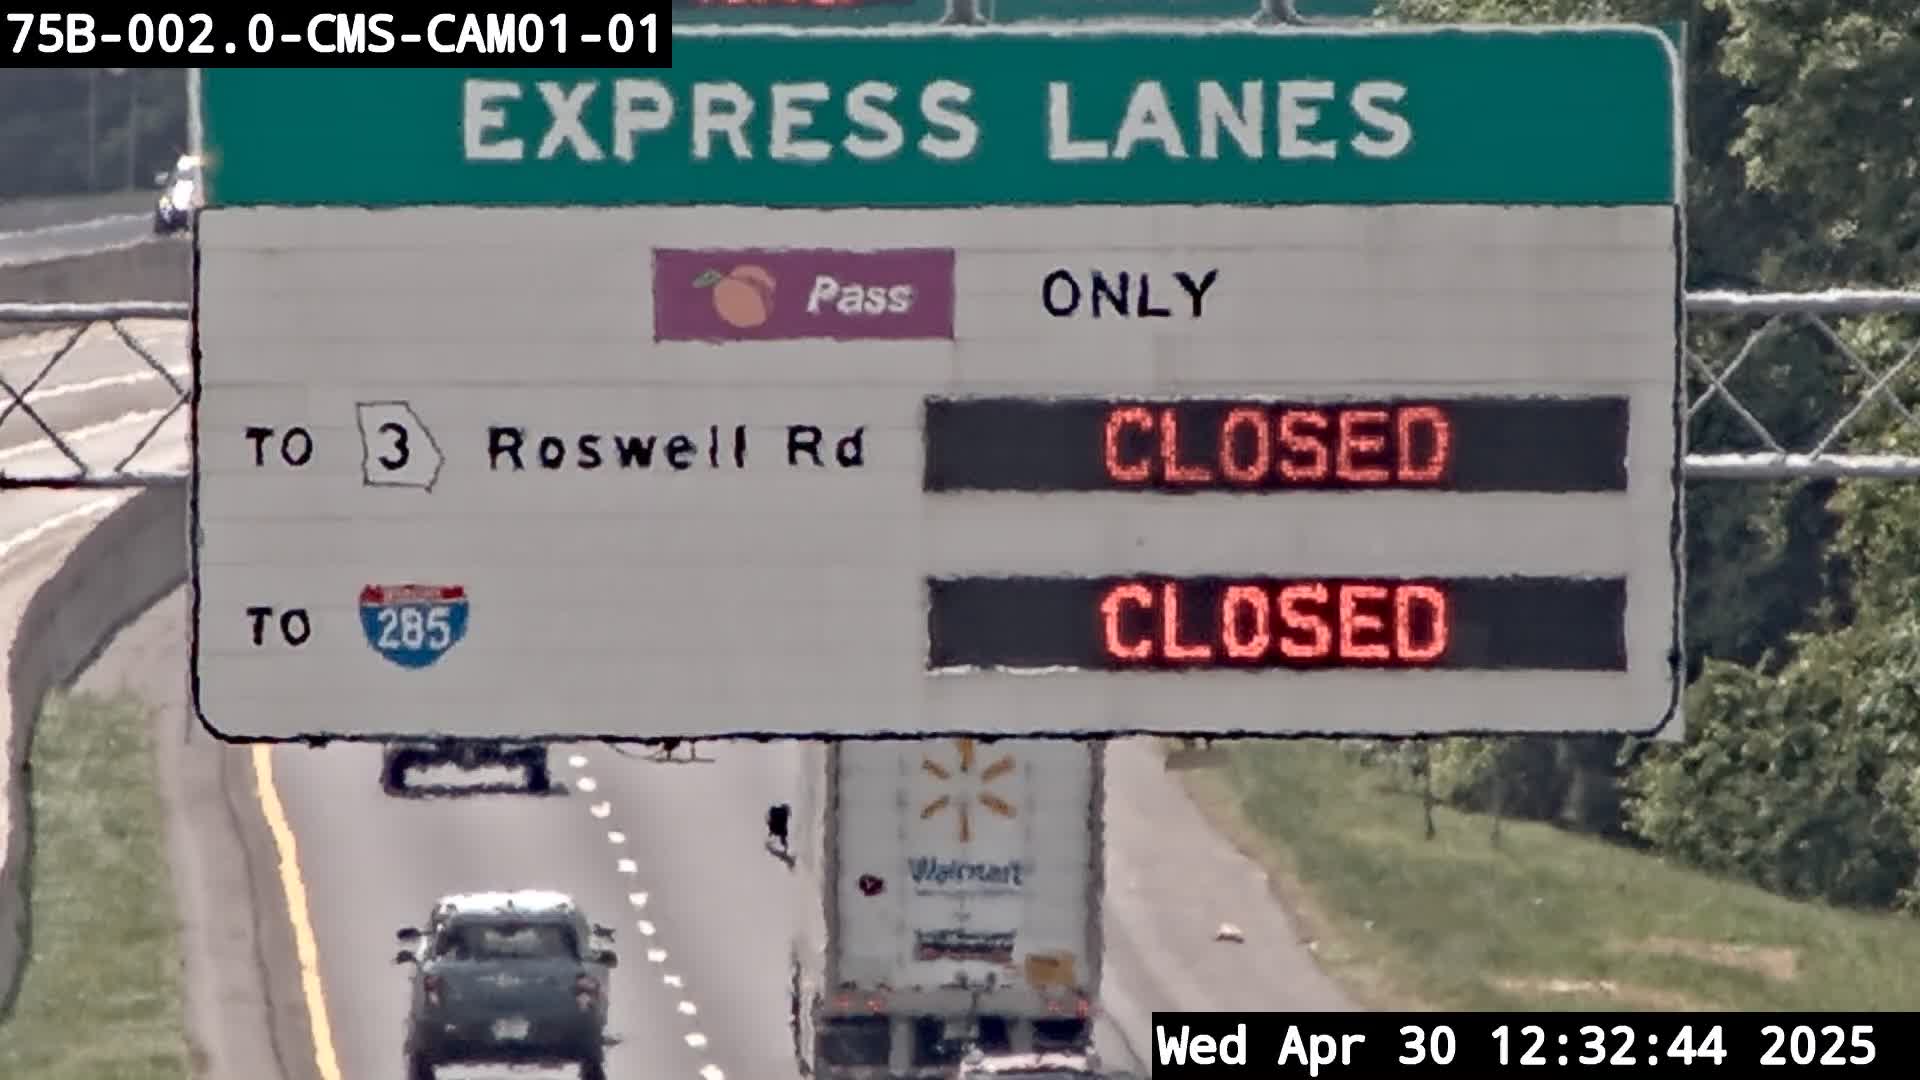 75B-002.0-CMS-CAM01-01
EXPRESS LANES
Pass ONLY
TO 3 Roswell Rd CLOSED
TO 285 CLOSED
Walmart
Wed Apr 30 12:32:44 2025